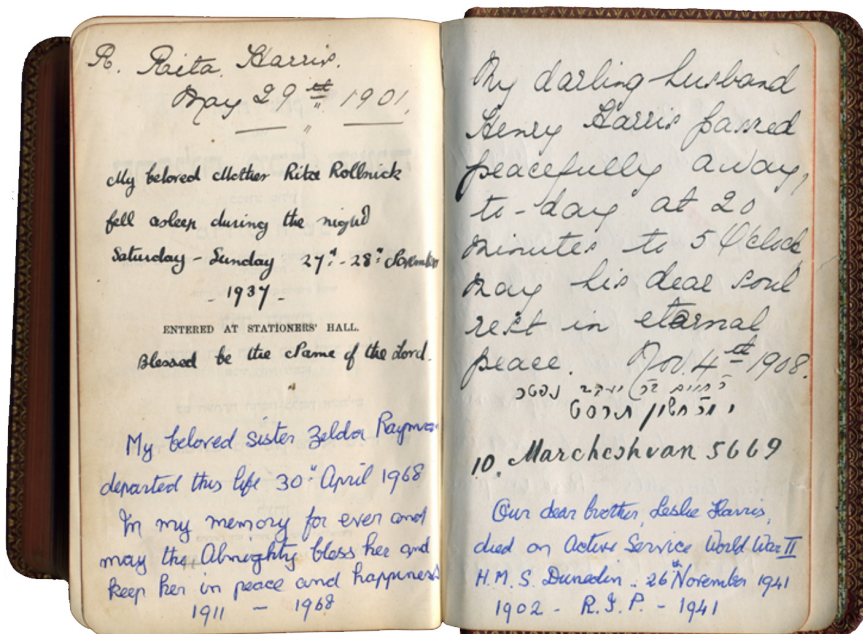 R. Rita Harris.
May 29th 1901.
My beloved Mother Rita Rollnick
fell asleep during the night
Saturday - Sunday 27th - 28th November
- 1937 -
ENTERED AT STATIONERS' HALL.
Blessed be the Name of the Lord.
My beloved sister Zelda
departed this life 30th April 1968
In my memory for ever and
may the Almighty bless her and
keep her in peace and happiness
1911 - 1968
My darling husband
Henry Harris passed
peacefully away,
to-day at 20
minutes to 5 O'Clock
may his dear soul
rest in eternal
peace. Nov. 4th 1908.
חיים יעקב נפטר
חשון תרסט
10. Marcheshvan 5669
Our dear brother, Leslie Harris,
died on Active Service World War II
H.M.S. Dunedin - 26th November 1941
1902 - R.I.P. - 1941